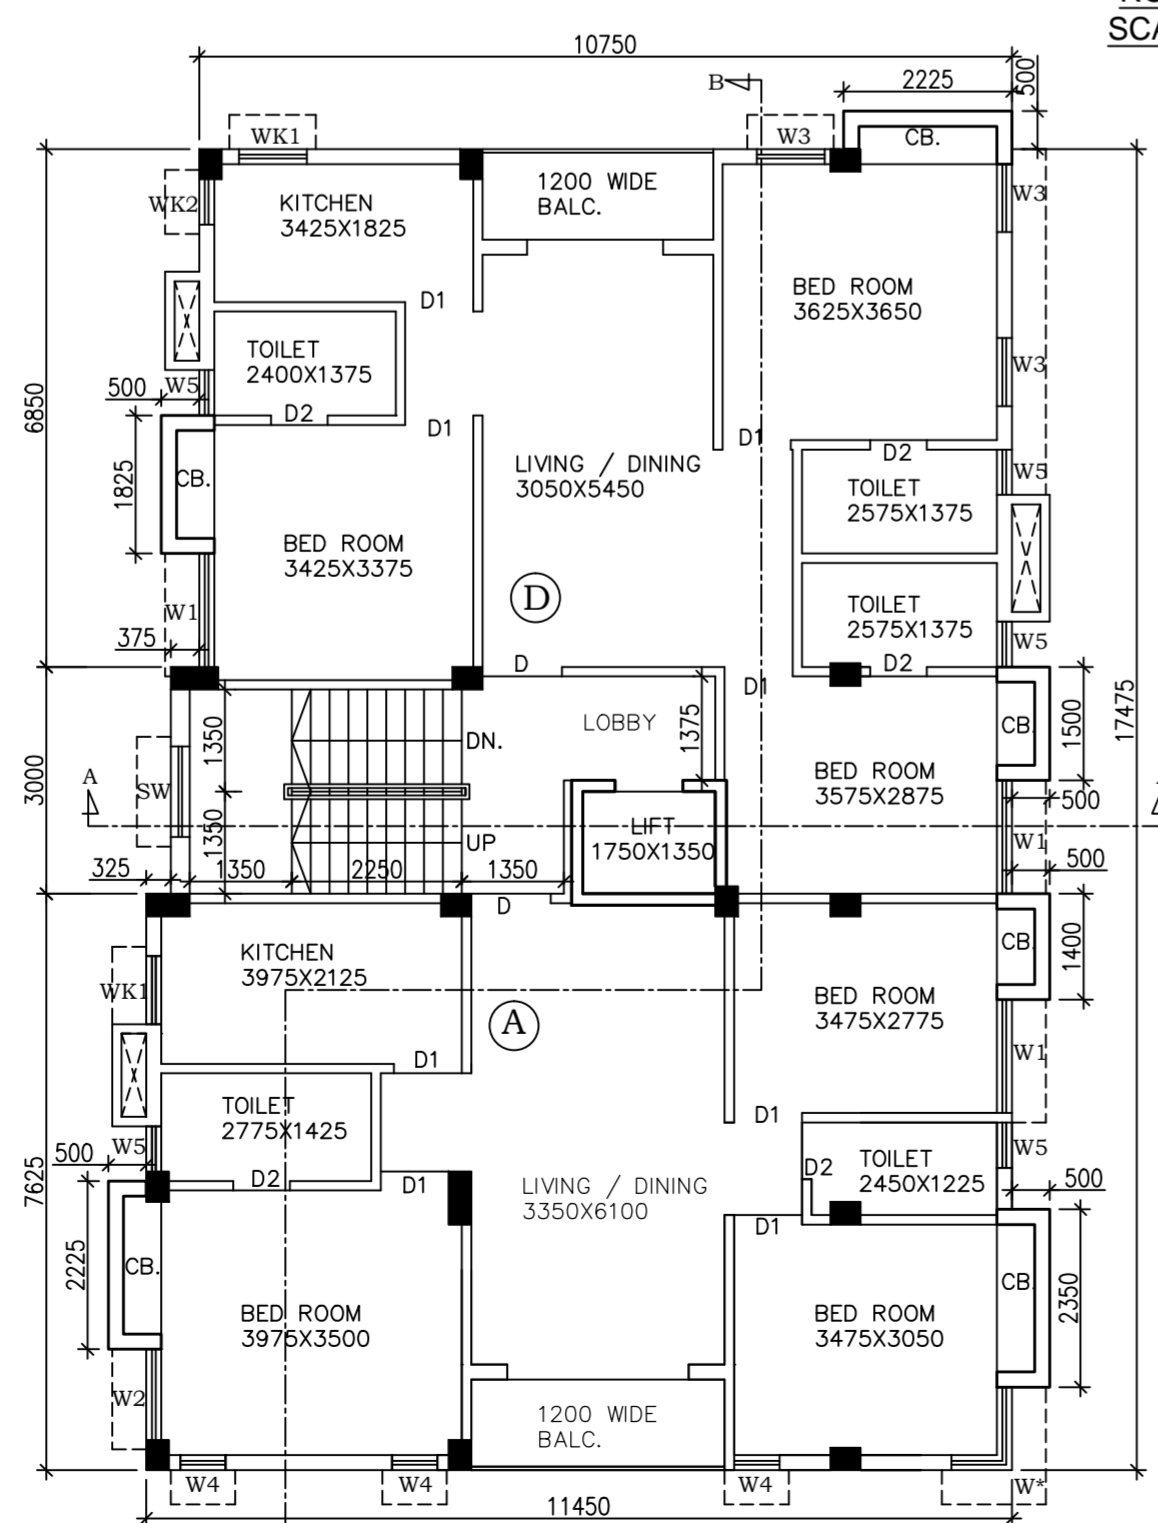 SCA
10750
B
2225
500
WK1
W3
CB.
1200 WIDE
BALC.
KITCHEN
3425X1825
WK2
W3
BED ROOM
3625X3650
D1
TOILET
2400X1375
W3
500
W5
6850
D2
D1
D1
D2
1825
CB.
LIVING / DINING
3050X5450
W5
TOILET
2575X1375
BED ROOM
3425X3375
D
TOILET
2575X1375
W1
375
W5
D
D2
D1
17475
LOBBY
1375
CB.
1500
1350
DN.
3000
A
SW
BED ROOM
3575X2875
500
LIFT
1750X1350
1350
UP
W1
325
1350
2250
1350
500
D
KITCHEN
3975X2125
CB.
1400
WK1
BED ROOM
3475X2775
A
D1
W1
TOILET
2775X1425
D1
500
W5
W5
D2
D1
D2
TOILET
2450X1225
500
7625
LIVING / DINING
3350X6100
D1
2225
CB.
CB.
2350
BED ROOM
3975X3500
BED ROOM
3475X3050
W2
1200 WIDE
BALC.
W4
W4
W4
W*
11450